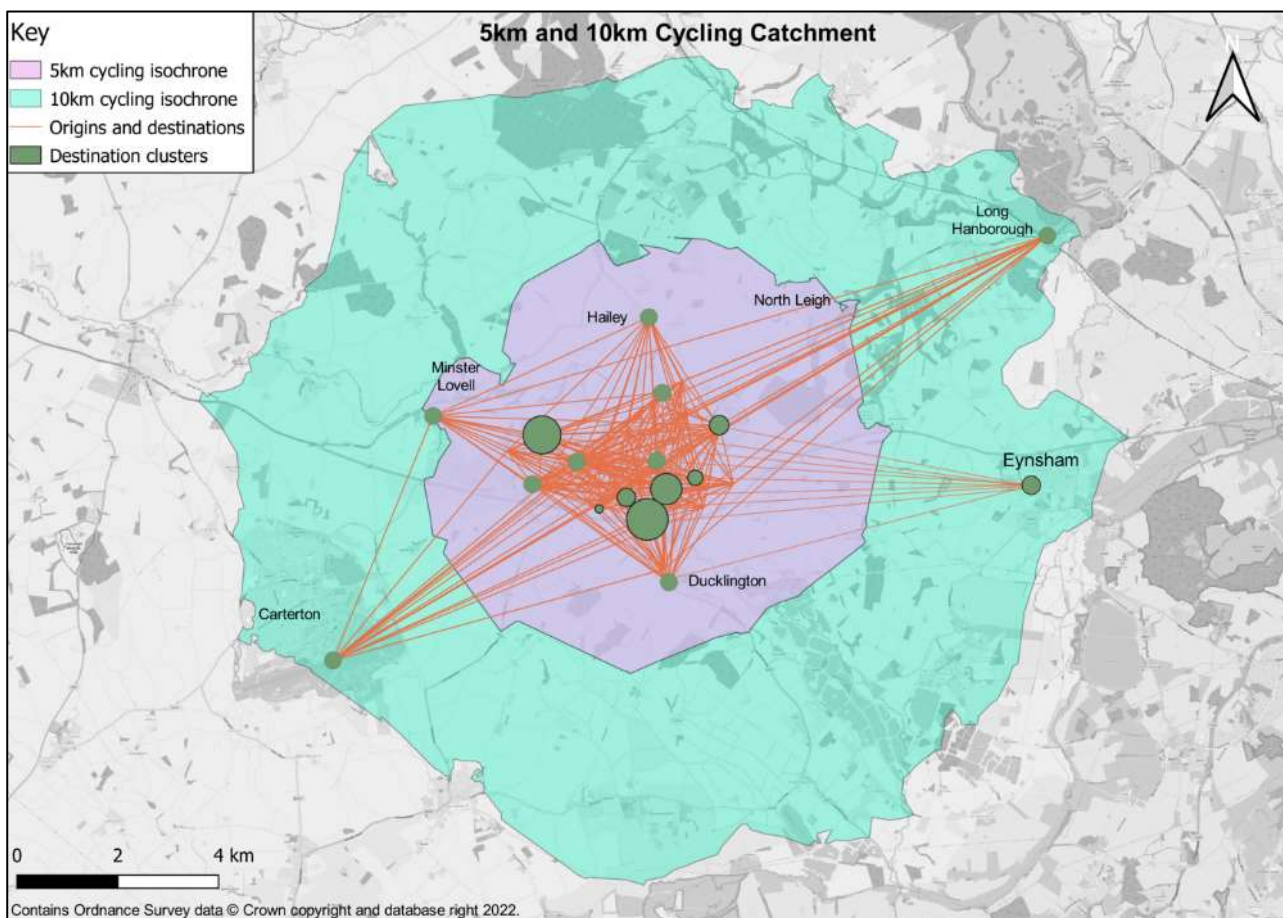 Key
5km cycling isochrone
10km cycling isochrone
Origins and destinations
Destination clusters
5km and 10km Cycling Catchment
N
Long
Hanborough
North Leigh
Hailey
Minster
Lovell
Eynsham
Ducklington
Carterton
0 2 4 km
Contains Ordnance Survey data © Crown copyright and database right 2022.